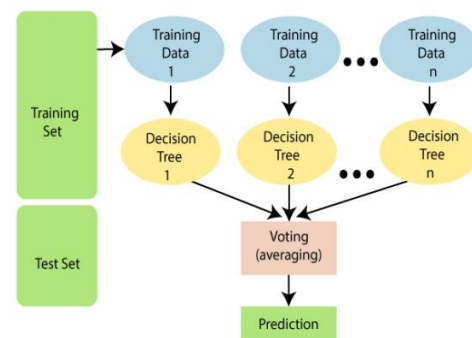 Training
Set
Test Set
Training
Data
1
Training
Data
2
Training
Data
n
Decision
Tree
1
Decision
Tree
2
Decision
Tree
n
Voting
(averaging)
Prediction